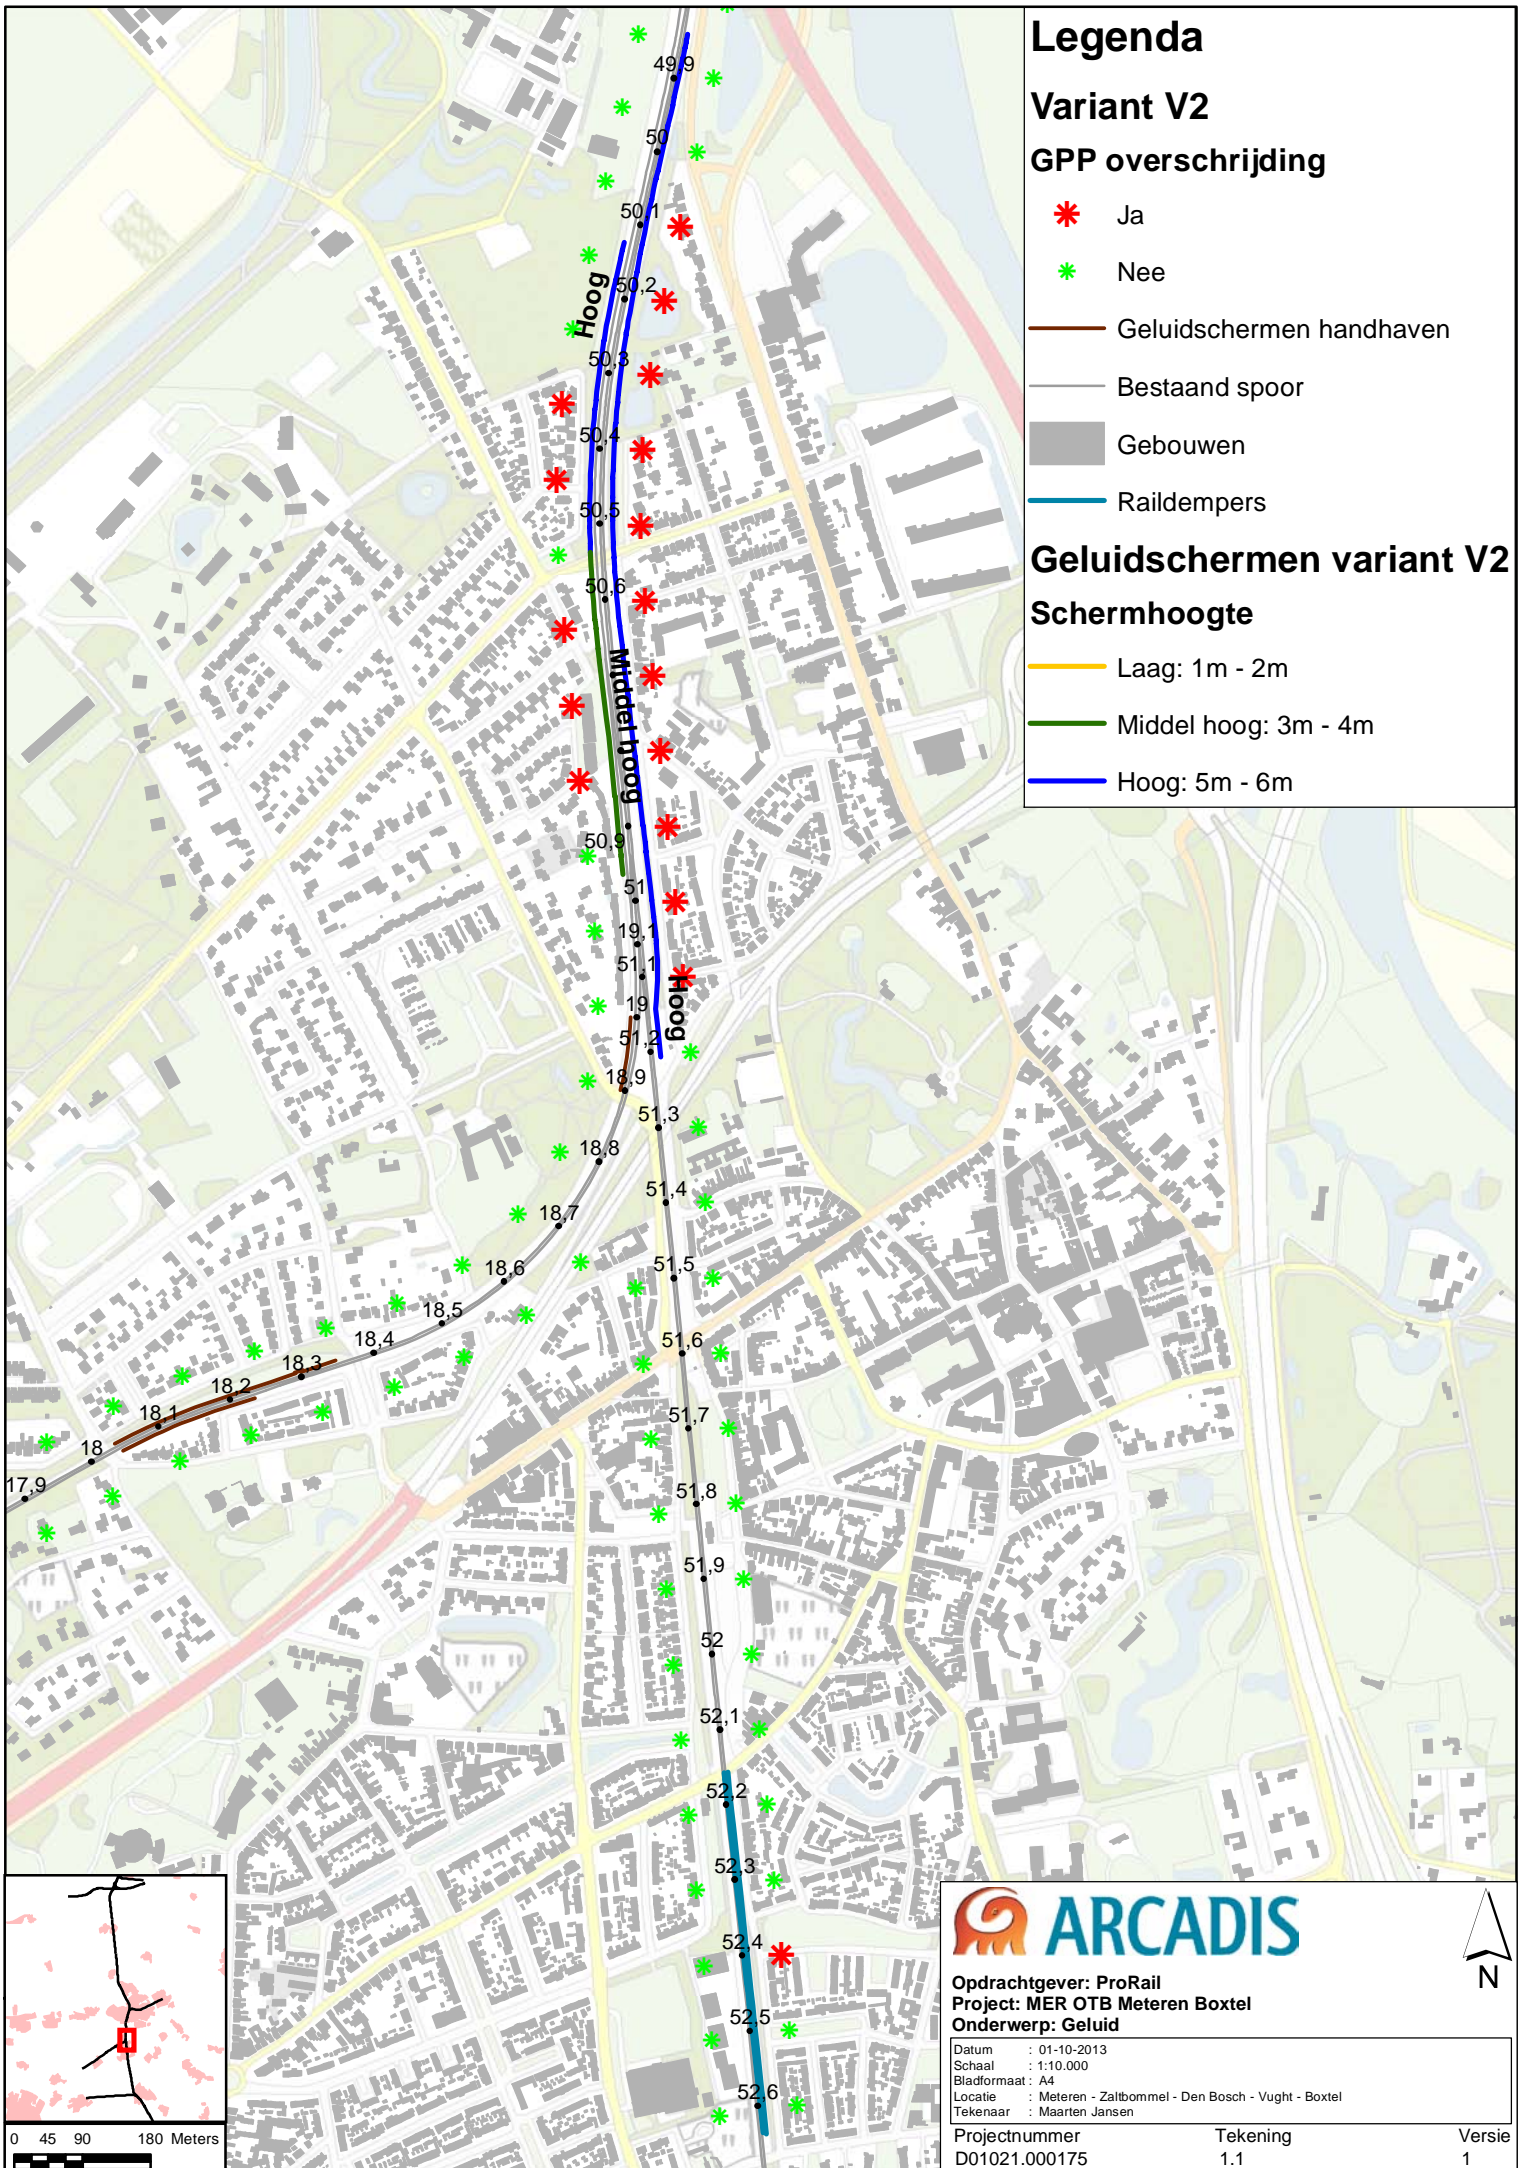 Legenda
Variant V2
GPP overschrijding
Ja
Nee
Geluidschermen handhaven
Bestaand spoor
Gebouwen
Raildempers
Geluidschermen variant V2
Schermhoogte
Laag: 1m - 2m
Middel hoog: 3m - 4m
Hoog: 5m - 6m
49,9
50
50,1
50,2
Hoog
50,3
50,4
50,5
50,6
Middel hoog
50,9
51
19,1
51,1
19
Hoog
51,2
18,9
51,3
18,8
51,4
18,7
51,5
18,6
18,5
51,6
18,4
18,3
18,2
18,1
51,7
18
17,9
51,8
51,9
52
52,1
52,2
52,3
52,4
52,5
52,6
0 45 90 180 Meters
ARCADIS
N
Opdrachtgever: ProRail
Project: MER OTB Meteren Boxtel
Onderwerp: Geluid
Datum : 01-10-2013
Schaal : 1:10.000
Bladformaat : A4
Locatie : Meteren - Zaltbommel - Den Bosch - Vught - Boxtel
Tekenaar : Maarten Jansen
Projectnummer Tekening Versie
D01021.000175 1.1 1